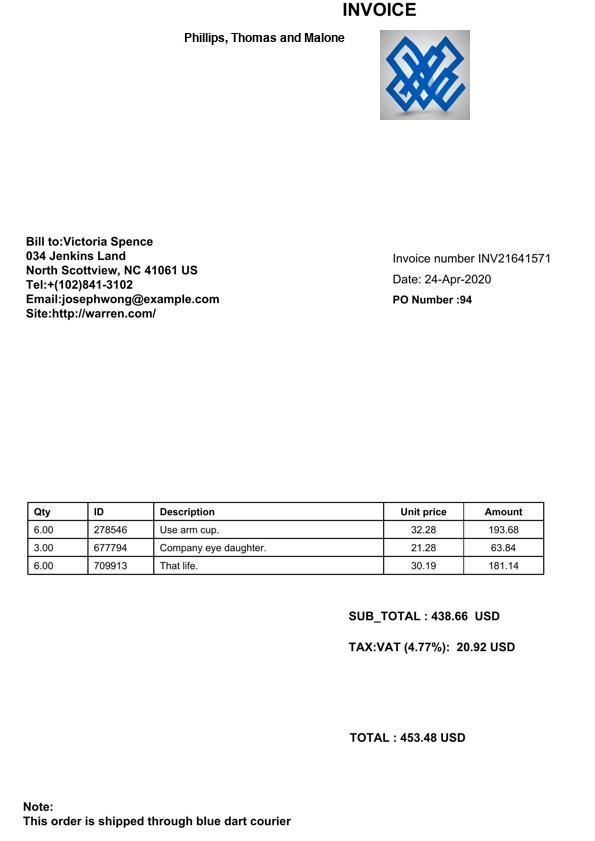 INVOICE
Phillips, Thomas and Malone
Bill to:Victoria Spence
034 Jenkins Land
North Scottview, NC 41061 US
Tel:+(102)841-3102
Email:josephwong@example.com
Site:http://warren.com/
Invoice number INV21641571
Date: 24-Apr-2020
PO Number :94
Qty ID Description Unit price Amount
6.00 278546 Use arm cup. 32.28 193.68
3.00 677794 Company eye daughter. 21.28 63.84
6.00 709913 That life. 30.19 181.14
SUB_TOTAL : 438.66  USD
TAX:VAT (4.77%):  20.92 USD
TOTAL : 453.48 USD
Note:
This order is shipped through blue dart courier